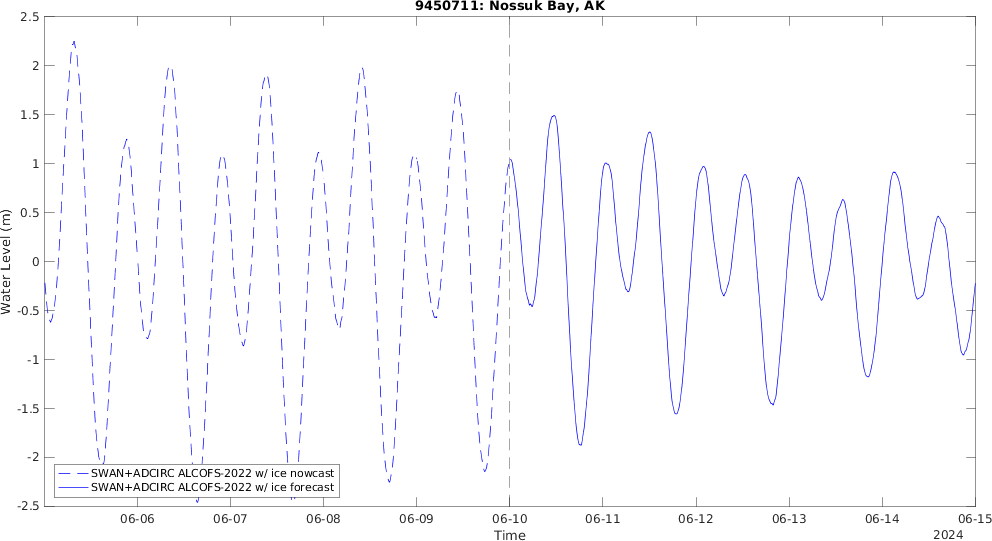 9450711: Nossuk Bay, AK
Water Level (m)
2.5
2
1.5
1
0.5
0
-0.5
-1
-1.5
-2
-2.5
SWAN+ADCIRC ALCOFS-2022 w/ ice nowcast
SWAN+ADCIRC ALCOFS-2022 w/ ice forecast
06-06 06-07 06-08 06-09 06-10 06-11 06-12 06-13 06-14 06-15
Time
2024